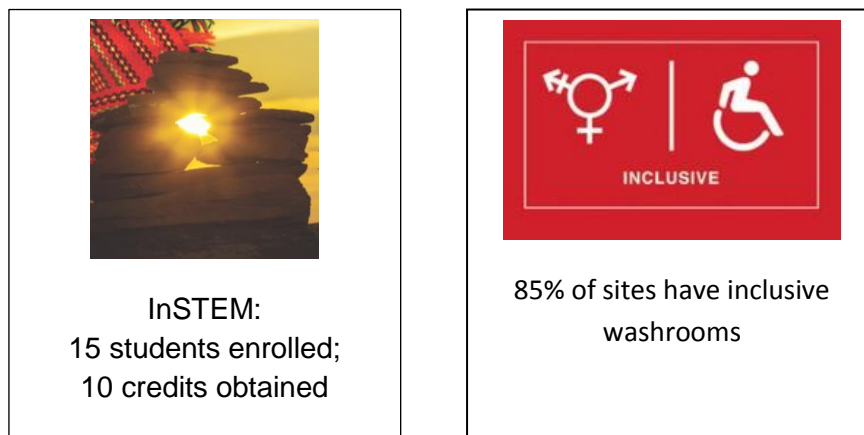 InSTEM:
15 students enrolled;
10 credits obtained
INCLUSIVE
85% of sites have inclusive
washrooms